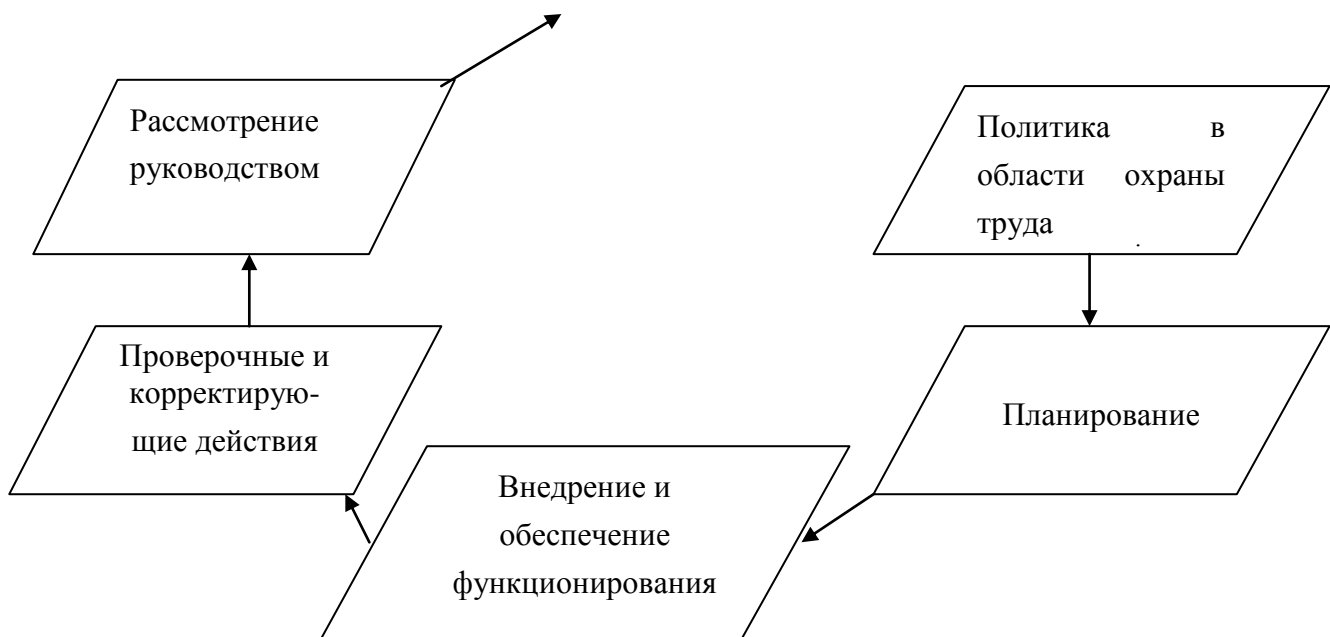 Рассмотрение
руководством
Политика в
области охраны
труда
Проверочные и
корректирую-
щие действия
Планирование
Внедрение и
обеспечение
функционирования